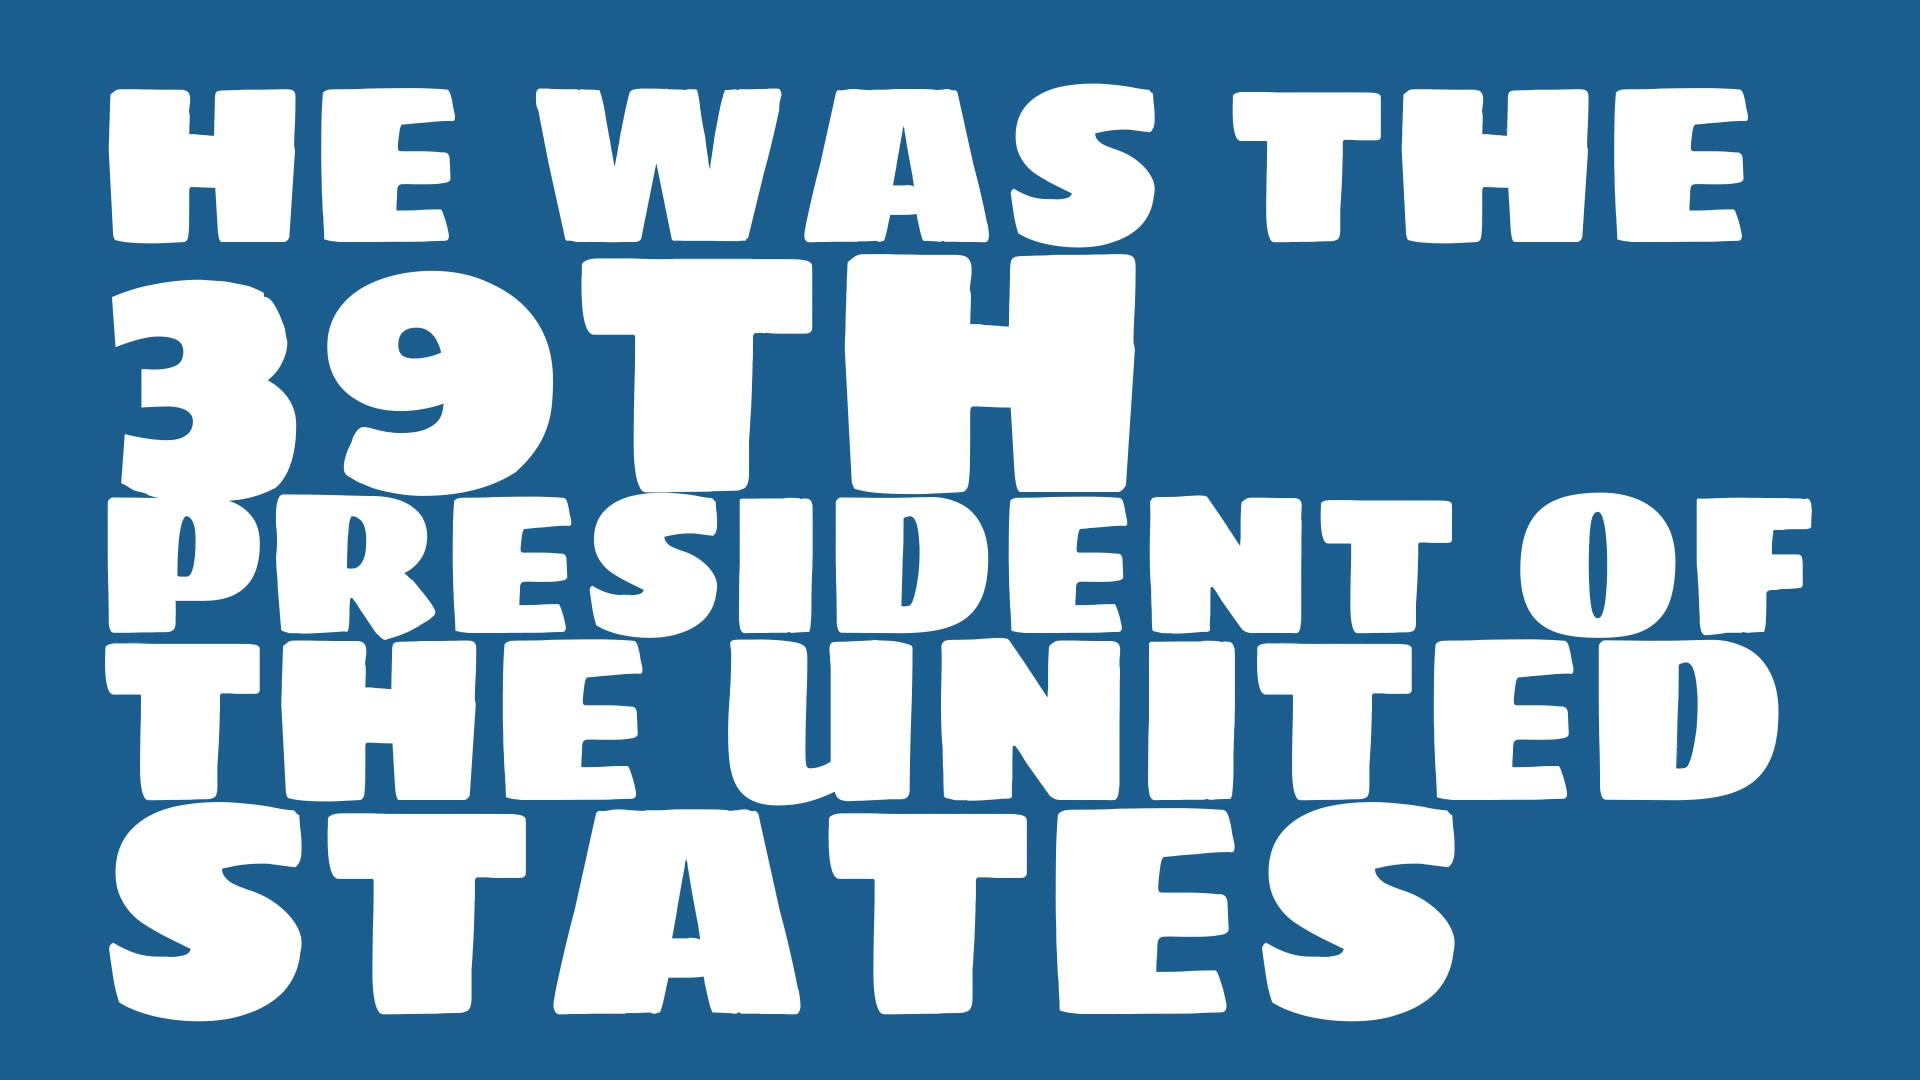 HE WAS THE
39TH
PRESIDENT OF
THE UNITED
STATES